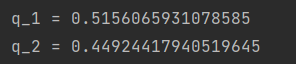 q_1 = 0.5156065931078585
q_2 = 0.44924417940519645